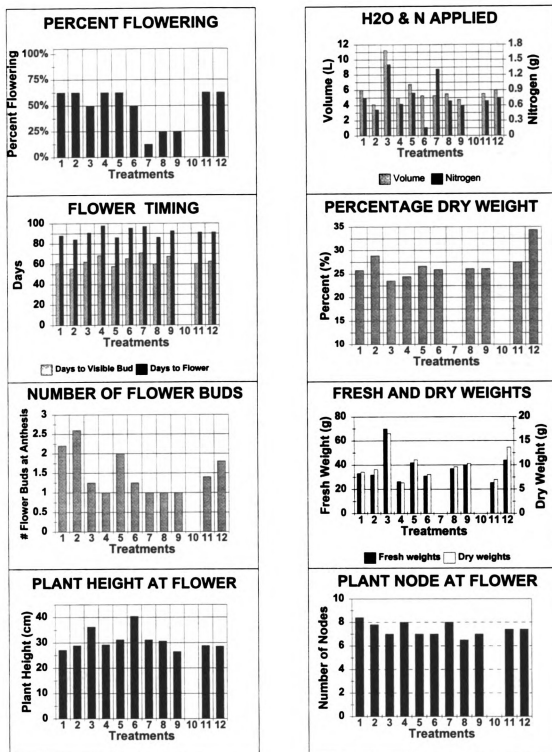 PERCENT FLOWERING
Percent Flowering
100%
75%
50%
25%
0%
1 2 3 4 5 6 7 8 9 10 11 12
Treatments
H2O & N APPLIED
Volume (L)
12
11
10
9
8
7
6
5
4
3
2
1
0
Nitrogen (g)
1.8
1.5
1.2
0.9
0.6
0.3
0
1 2 3 4 5 6 7 8 9 10 11 12
Treatments
Volume Nitrogen
FLOWER TIMING
Days
100
80
60
40
20
0
1 2 3 4 5 6 7 8 9 10 11 12
Treatments
Days to Visible Bud Days to Flower
PERCENTAGE DRY WEIGHT
Percent (%)
35
25
20
15
10
1 2 3 4 5 6 7 8 9 10 11 12
Treatments
NUMBER OF FLOWER BUDS
# Flower Buds at Anthesis
3
2.5
2
1.5
1
0.5
0
1 2 3 4 5 6 7 8 9 10 11 12
Treatments
FRESH AND DRY WEIGHTS
Fresh Weight (g)
80
60
40
20
0
Dry Weight (g)
20
15
10
5
0
1 2 3 4 5 6 7 8 9 10 11 12
Treatments
Fresh weights Dry weights
PLANT HEIGHT AT FLOWER
Plant Height (cm)
40
30
20
10
0
1 2 3 4 5 6 7 8 9 10 11 12
Treatments
PLANT NODE AT FLOWER
Number of Nodes
10
8
6
4
2
0
1 2 3 4 5 6 7 8 9 10 11 12
Treatments